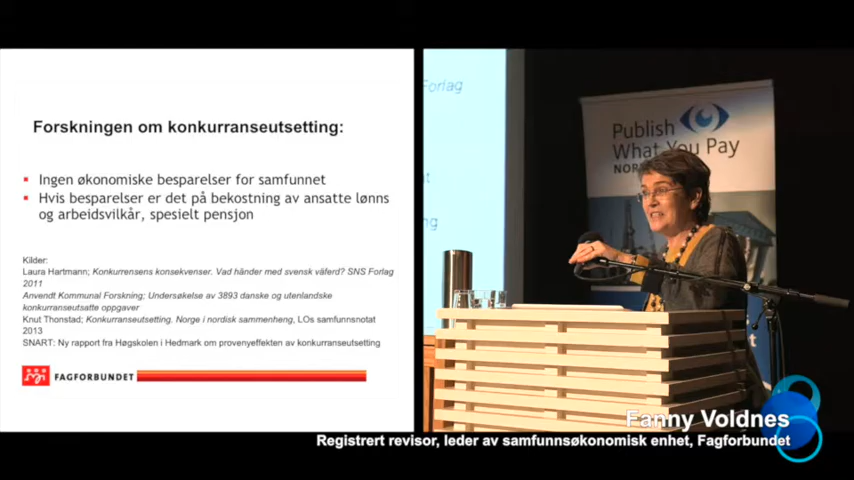 Forskningen om konkurranseutsetting:
Ingen økonomiske besparelser for samfunnet
Hvis besparelser er det på bekostning av ansatte lønns
og arbeidsvilkår, spesielt pensjon
Kilder:
Laura Hartmann; Konkurrensens konsekvenser. Vad händer med svensk väferd? SNS Forlag
2011
Anvendt Kommunal Forskning; Undersøkelse av 3893 danske og utenlandske
konkurranseutsatte oppgaver
Knut Thonstad; Konkurranseutsetting. Norge i nordisk sammenheng, LOs samfunnsnotat
2013
SNART: Ny rapport fra Høgskolen i Hedmark om provenyeffekten av konkurranseutsetting
FAGFORBUNDET
Forlag
Publish
What You Pay
Fanny Voldnes
Registrert revisor, leder av samfunnsøkonomisk enhet, Fagforbundet